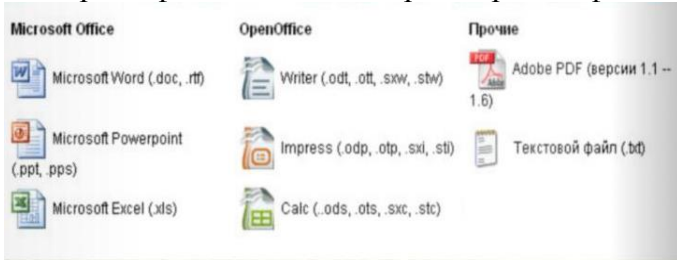 Microsoft Office
Microsoft Word (.doc, .rtf)
Microsoft Powerpoint
(.ppt, .pps)
Microsoft Excel (.xls)
OpenOffice
Writer (.odt, .ott, .sxw, .stw)
Impress (.odp, .otp, .sxi, .sti)
Calc (..ods, .ots, .sxc, .stc)
Прочие
PDF
Adobe
Adobe PDF (версии 1.1 --
1.6)
Текстовой файл (.txt)